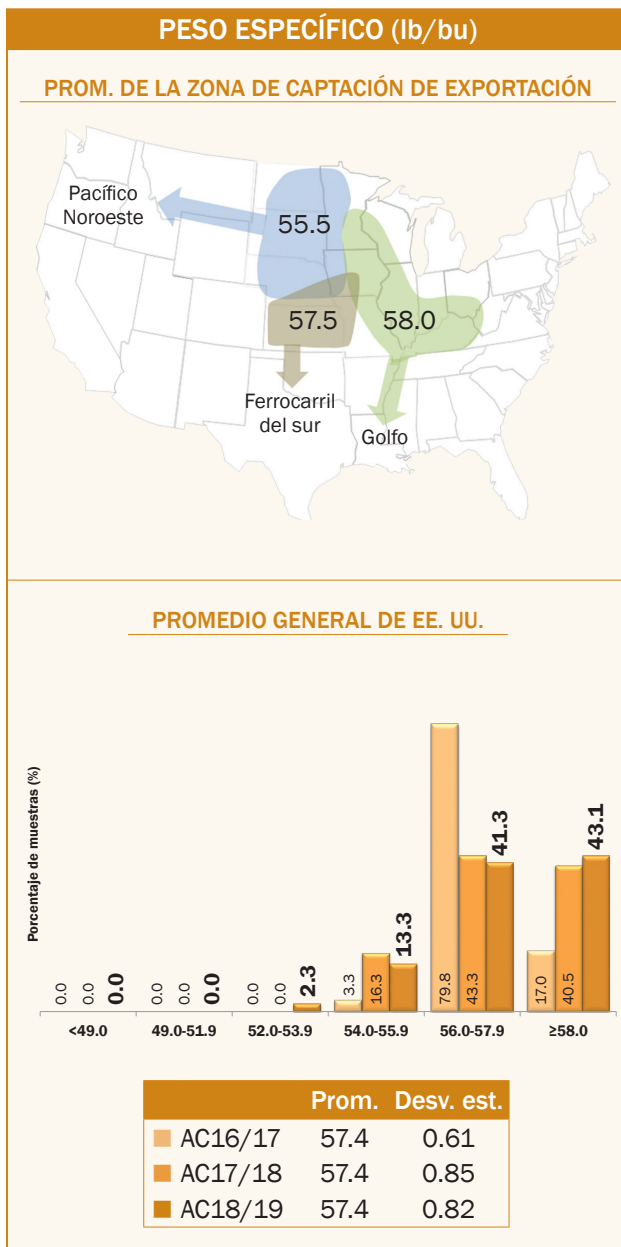 PESO ESPECÍFICO (lb/bu)
PROM. DE LA ZONA DE CAPTACIÓN DE EXPORTACIÓN
Pacífico
Noroeste
55.5
57.5
58.0
Ferrocarril
del sur
Golfo
PROMEDIO GENERAL DE EE. UU.
Porcentaje de muestras (%)
0.0 0.0 0.0 0.0 0.0 0.0 0.0 0.0 2.3 3.3 16.3 13.3 79.8 43.3 41.3 17.0 40.5 43.1
<49.0 49.0-51.9 52.0-53.9 54.0-55.9 56.0-57.9 ≥58.0
Prom. Desv. est.
AC16/17 57.4 0.61
AC17/18 57.4 0.85
AC18/19 57.4 0.82